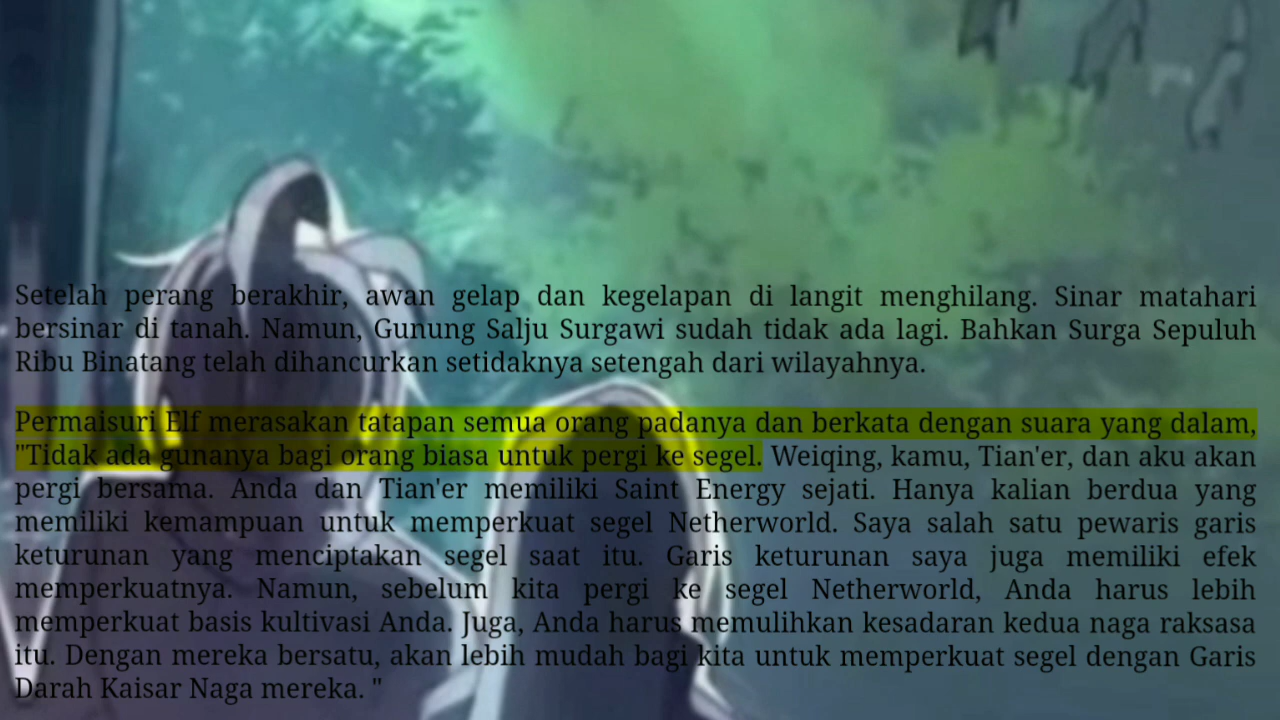 Setelah perang berakhir, awan gelap dan kegelapan di langit menghilang. Sinar matahari
bersinar di tanah. Namun, Gunung Salju Surgawi sudah tidak ada lagi. Bahkan Surga Sepuluh
Ribu Binatang telah dihancurkan setidaknya setengah dari wilayahnya.
Permaisuri Elf merasakan tatapan semua orang padanya dan berkata dengan suara yang dalam,
"Tidak ada gunanya bagi orang biasa untuk pergi ke segel. Weiqing, kamu, Tian'er, dan aku akan
pergi bersama. Anda dan Tian'er memiliki Saint Energy sejati. Hanya kalian berdua yang
memiliki kemampuan untuk memperkuat segel Netherworld. Saya salah satu pewaris garis
keturunan yang menciptakan segel saat itu. Garis keturunan saya juga memiliki efek
memperkuatnya. Namun, sebelum kita pergi ke segel Netherworld, Anda harus lebih
memperkuat basis kultivasi Anda. Juga, Anda harus memulihkan kesadaran kedua naga raksasa
itu. Dengan mereka bersatu, akan lebih mudah bagi kita untuk memperkuat segel dengan Garis
Darah Kaisar Naga mereka. "